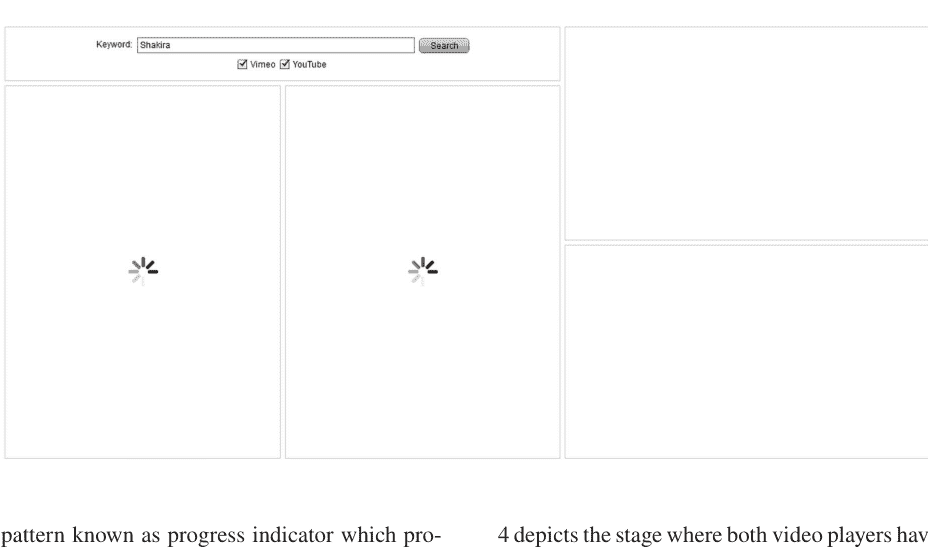 Keyword: Shakira Search
Vimeo YouTube
pattern known as progress indicator which pro-
4 depicts the stage where both video players hav